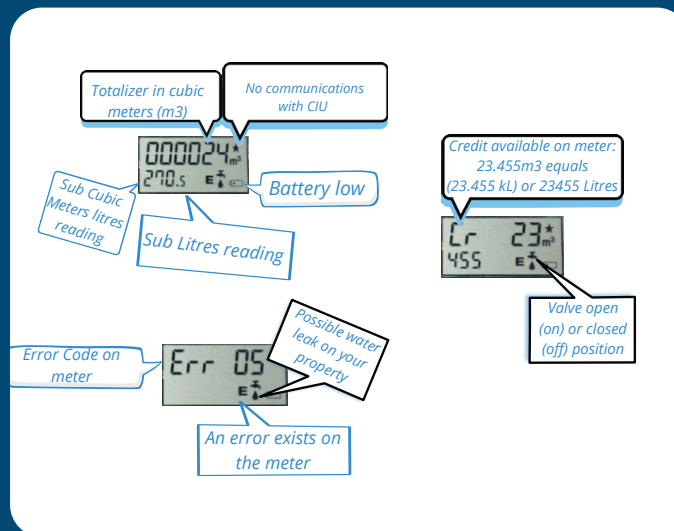 Totalizer in cubic
meters (m3)
No communications
with CIU
000024 m³
270.5 E
Sub Cubic
Meters litres
reading
Battery low
Sub Litres reading
Credit available on meter:
23.455m3 equals
(23.455 kL) or 23455 Litres
Cr 23 m³
455 E
Valve open
(on) or closed
(off) position
Possible water
leak on your
property
Error Code on
meter
Err 05
E
An error exists on
the meter